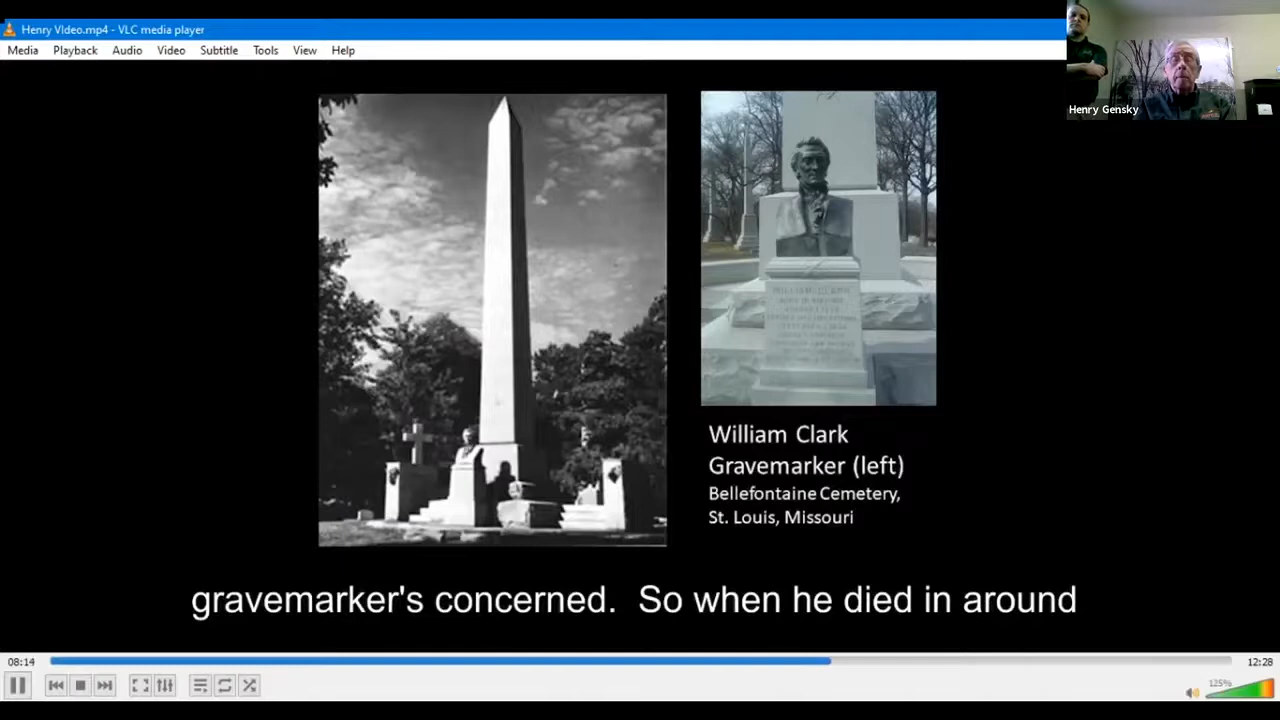 Henry VIdeo.mp4 - VLC media player
Media Playback Audio Video Subtitle Tools View Help
Henry Gensky
William Clark
Gravemarker (left)
Bellefontaine Cemetery,
St. Louis, Missouri
gravemarker's concerned.  So when he died in around
08:14
12:28
125%